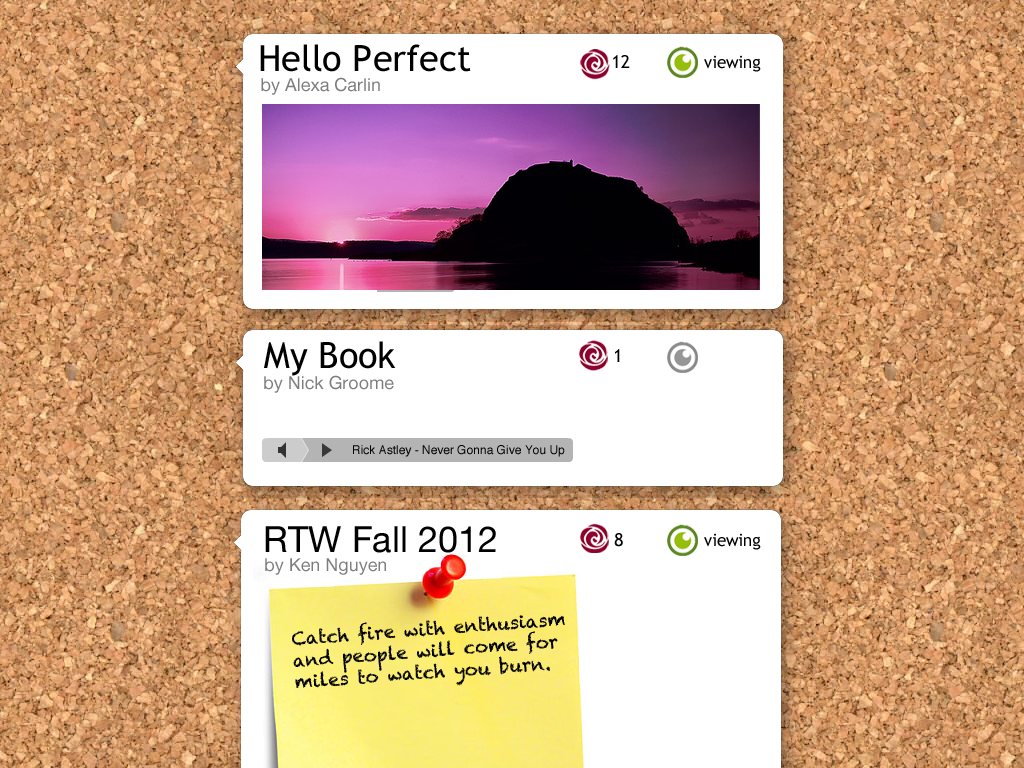 Hello Perfect
12
viewing
by Alexa Carlin
My Book
1
by Nick Groome
Rick Astley - Never Gonna Give You Up
RTW Fall 2012
8
viewing
by Ken Nguyen
Catch fire with enthusiasm
and people will come for
miles to watch you burn.